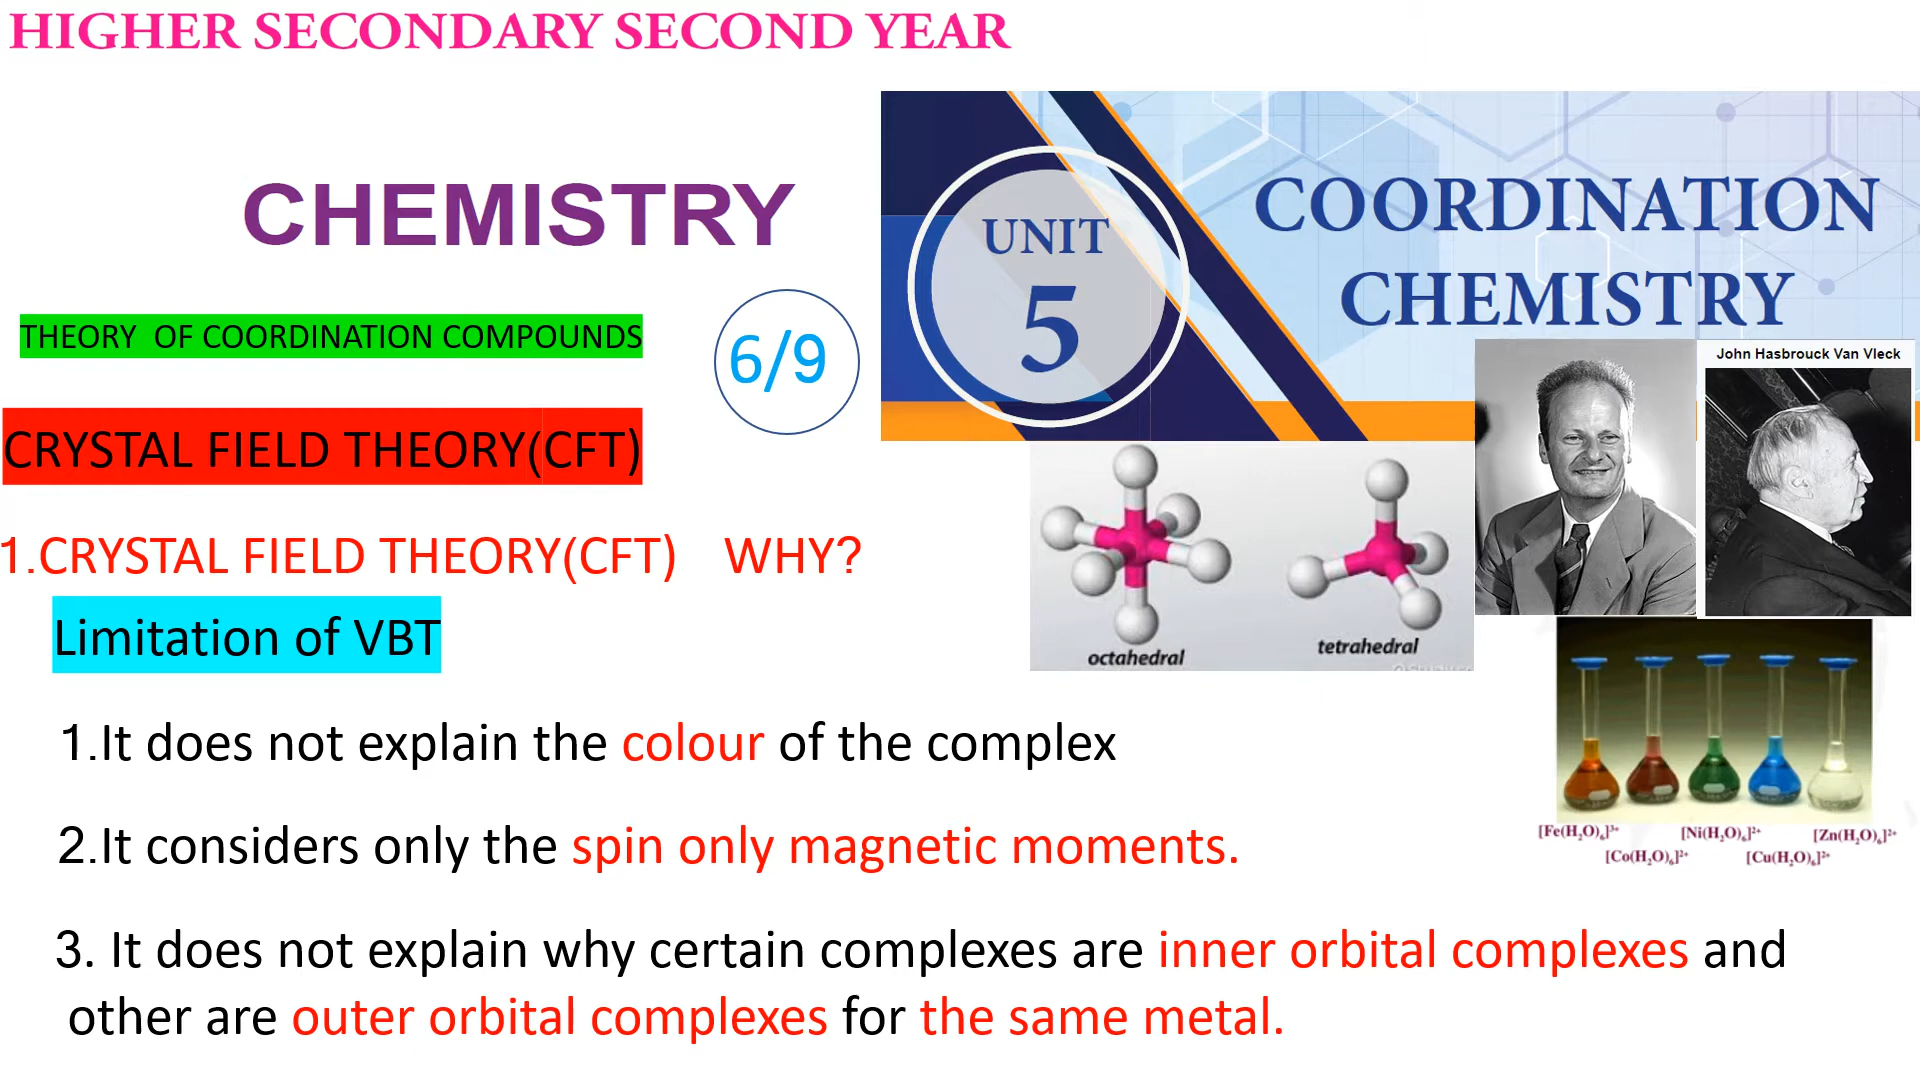 HIGHER SECONDARY SECOND YEAR
CHEMISTRY
UNIT
5
COORDINATION
CHEMISTRY
THEORY OF COORDINATION COMPOUNDS
6/9
John Hasbrouck Van Vleck
CRYSTAL FIELD THEORY(CFT)
1.CRYSTAL FIELD THEORY(CFT) WHY?
Limitation of VBT
octahedral
tetrahedral
1.It does not explain the colour of the complex
2.It considers only the spin only magnetic moments.
[Fe(H₂O)₆]³⁺
[Ni(H₂O)₆]²⁺
[Zn(H₂O)₆]²⁺
[Co(H₂O)₆]²⁺
[Cu(H₂O)₆]²⁺
3. It does not explain why certain complexes are inner orbital complexes and
other are outer orbital complexes for the same metal.